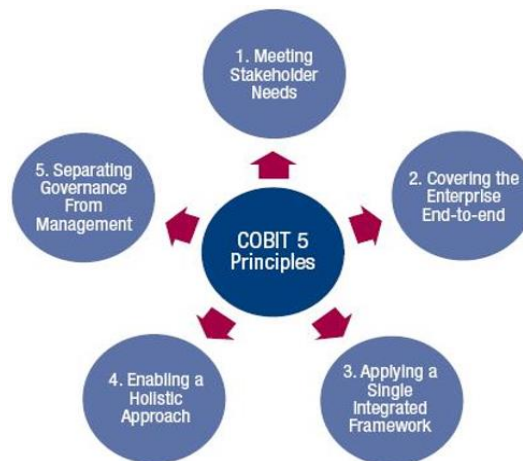 1. Meeting
Stakeholder
Needs
2. Covering the
Enterprise
End-to-end
3. Applying a
Single
Integrated
Framework
4. Enabling a
Holistic
Approach
5. Separating
Governance
From
Management
COBIT 5
Principles